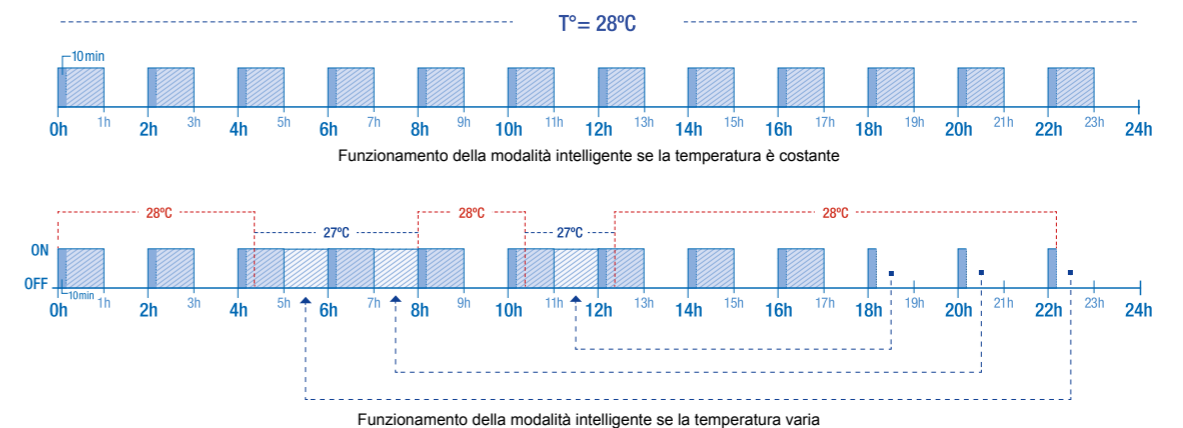 T°= 28ºC
10 min
0h 1h 2h 3h 4h 5h 6h 7h 8h 9h 10h 11h 12h 13h 14h 15h 16h 17h 18h 19h 20h 21h 22h 23h 24h
Funzionamento della modalità intelligente se la temperatura è costante
28ºC 27ºC 28ºC 27ºC 28ºC
ON
OFF
10min
0h 1h 2h 3h 4h 5h 6h 7h 8h 9h 10h 11h 12h 13h 14h 15h 16h 17h 18h 19h 20h 21h 22h 23h 24h
Funzionamento della modalità intelligente se la temperatura varia